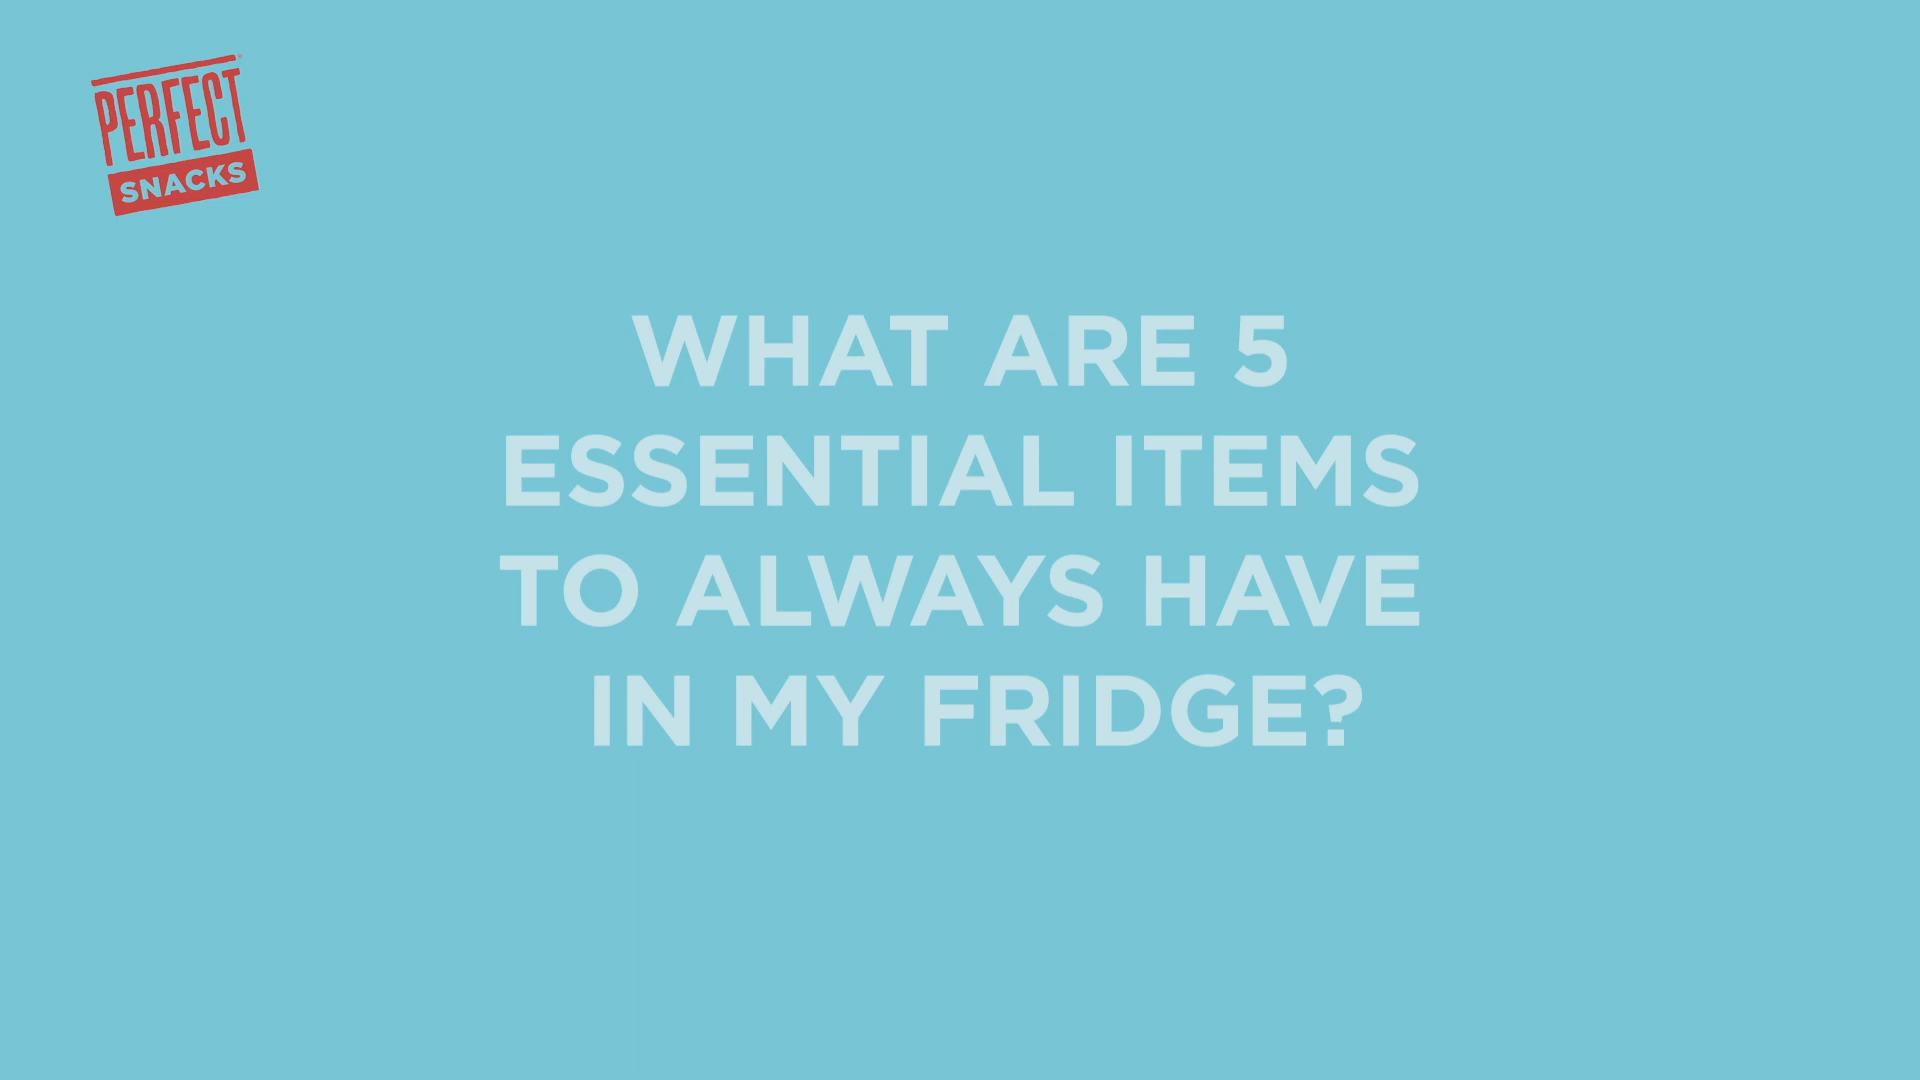 PERFECT
SNACKS
WHAT ARE 5
ESSENTIAL ITEMS
TO ALWAYS HAVE
IN MY FRIDGE?